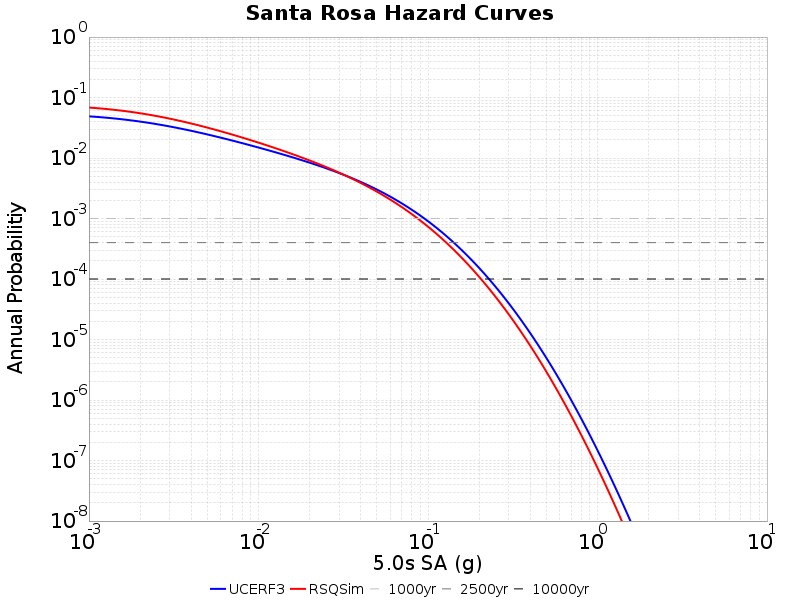 Santa Rosa Hazard Curves
10^0
10^-1
10^-2
10^-3
10^-4
10^-5
10^-6
10^-7
10^-8
Annual Probabilitiy
10^-3 10^-2 10^-1 10^0 10^1
5.0s SA (g)
UCERF3 RSQSim 1000yr 2500yr 10000yr